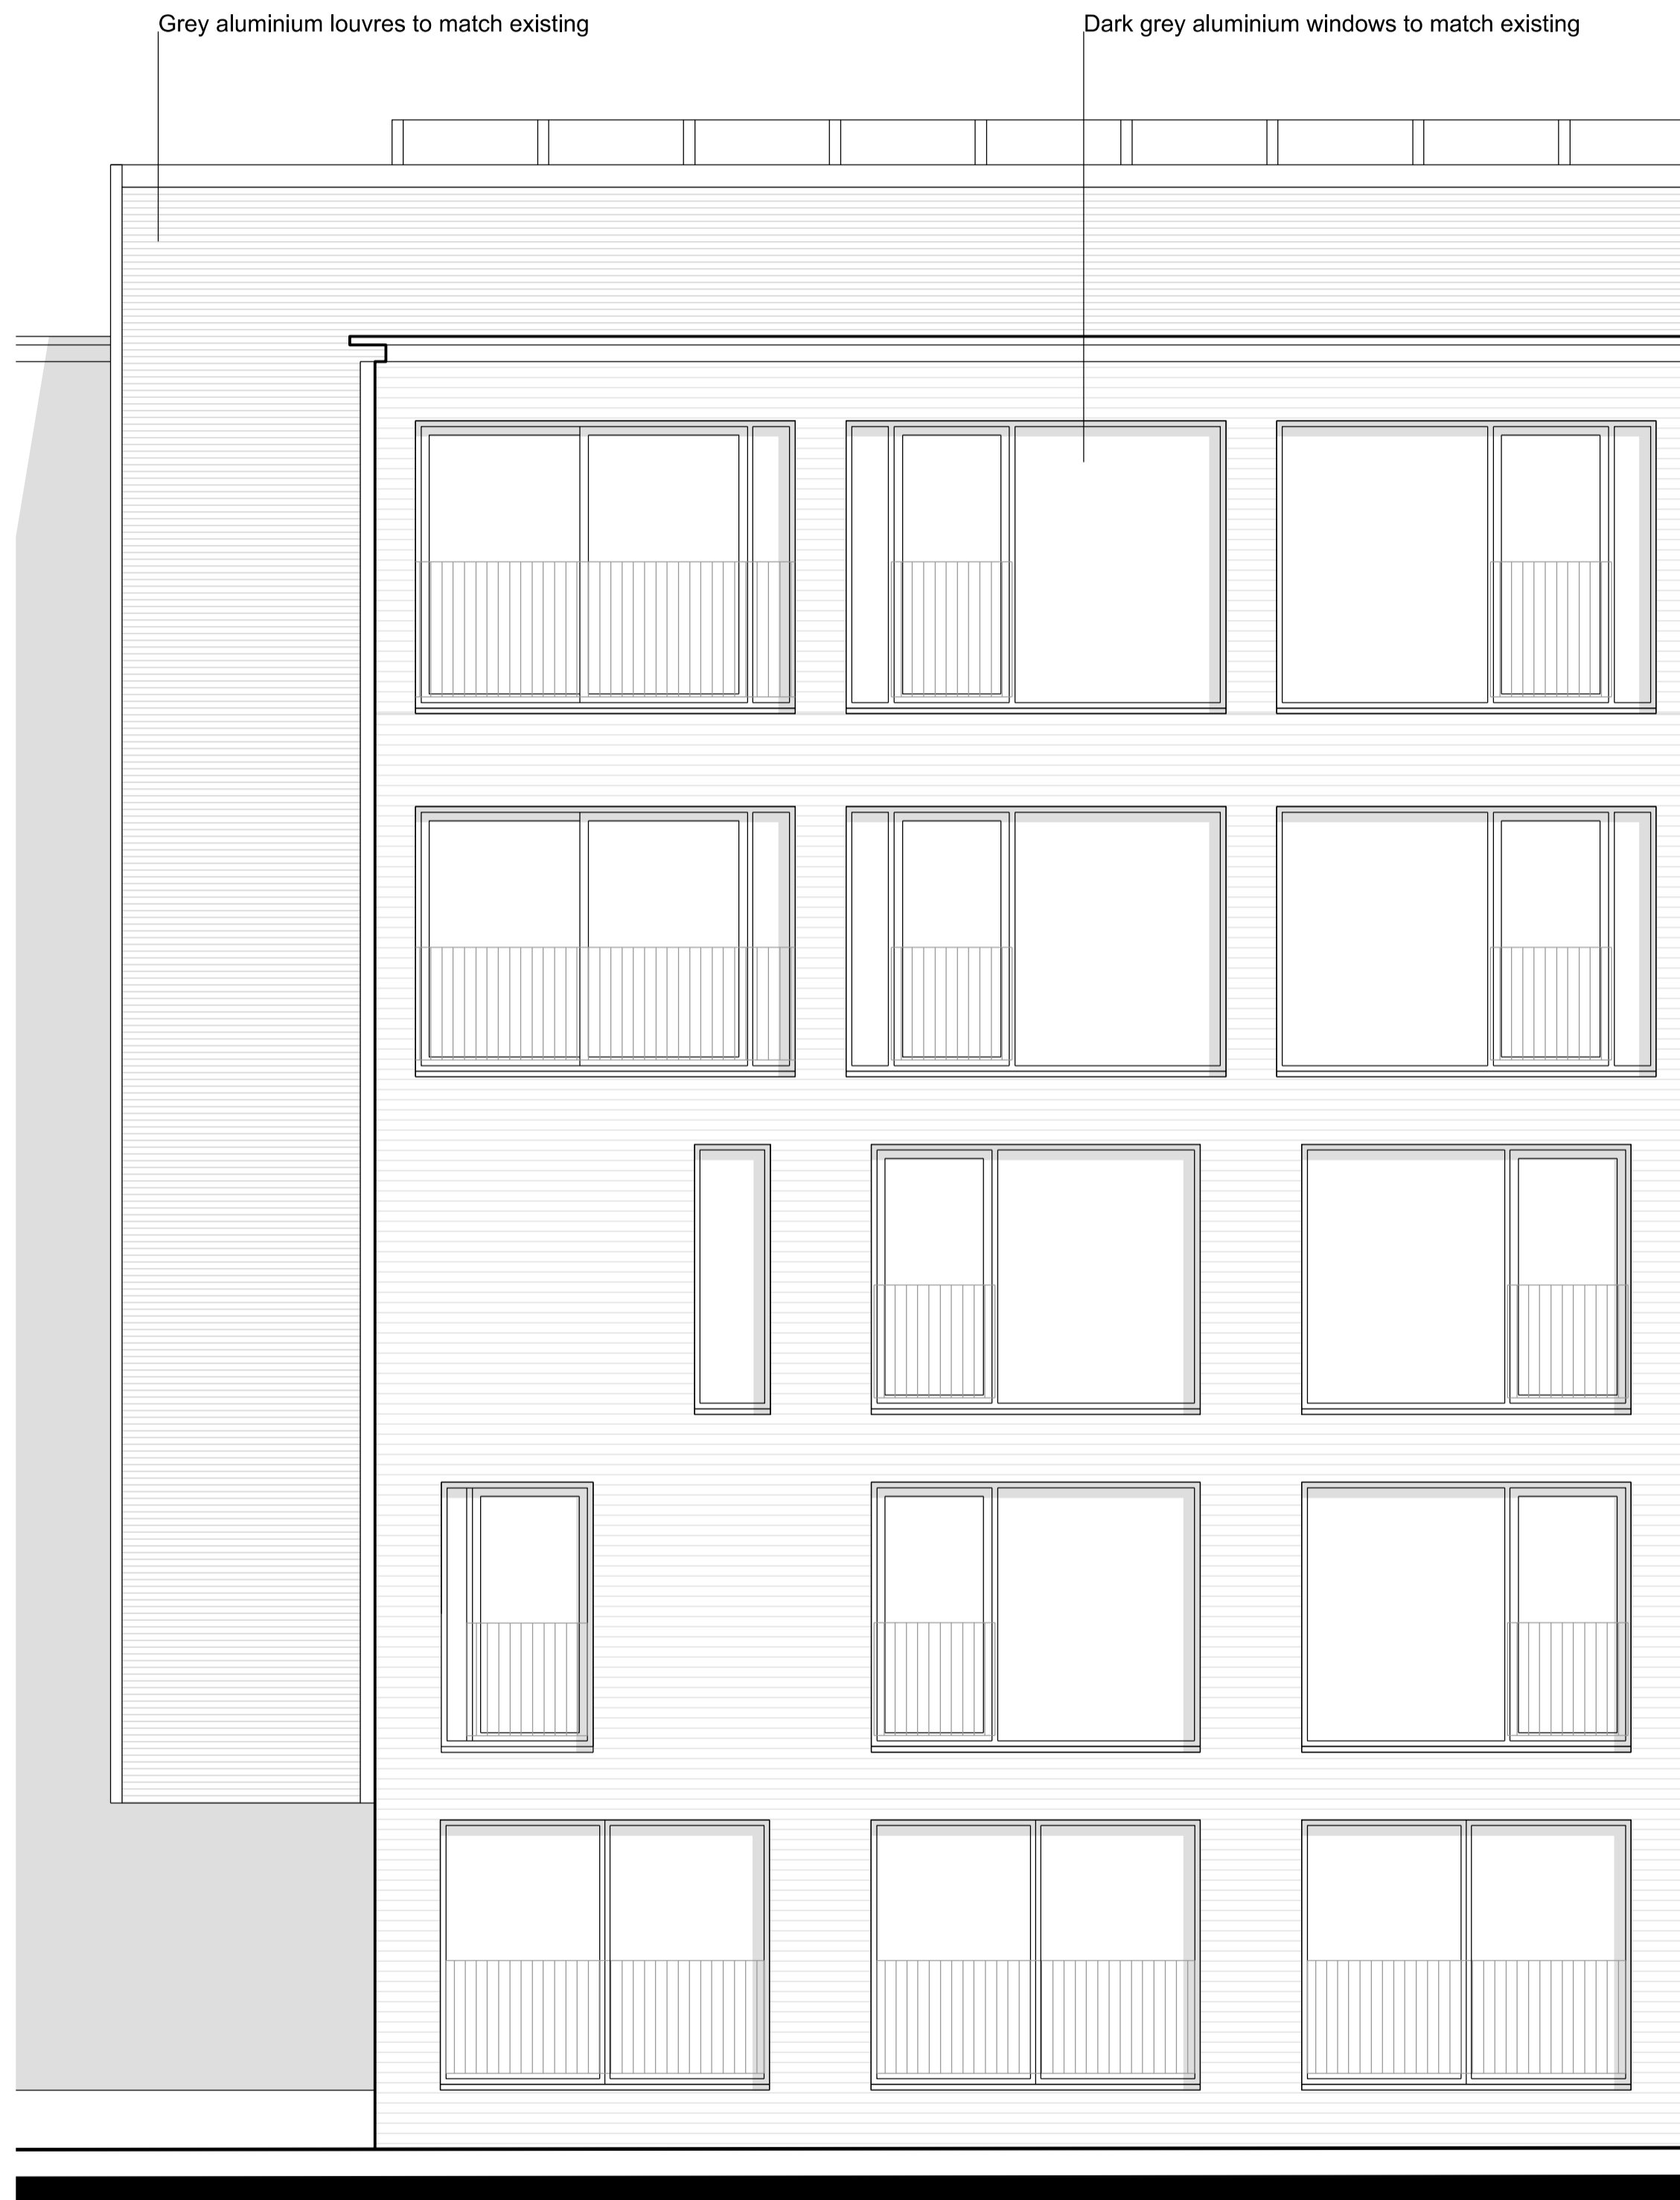 Grey aluminium louvres to match existing
Dark grey aluminium windows to match existing